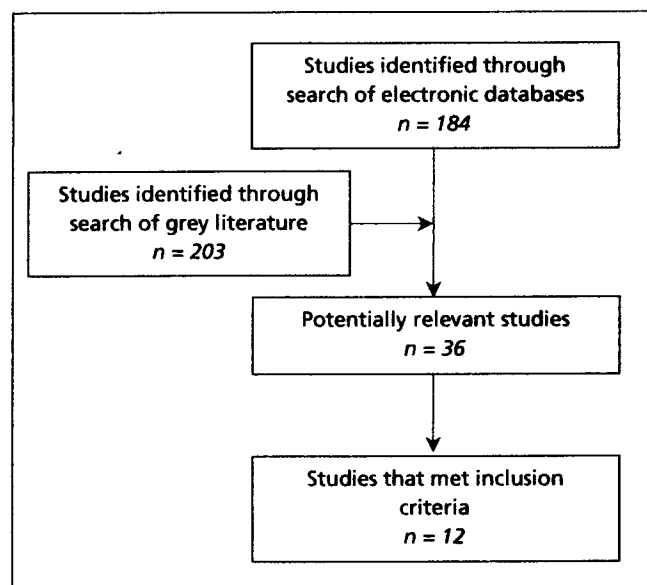 Studies identified through
search of electronic databases
n = 184
Studies identified through
search of grey literature
n = 203
Potentially relevant studies
n = 36
Studies that met inclusion
criteria
n = 12